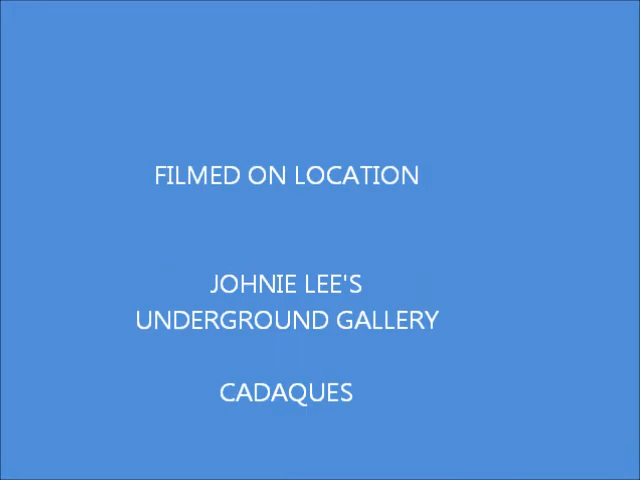 FILMED ON LOCATION
JOHNIE LEE'S
UNDERGROUND GALLERY
CADAQUES